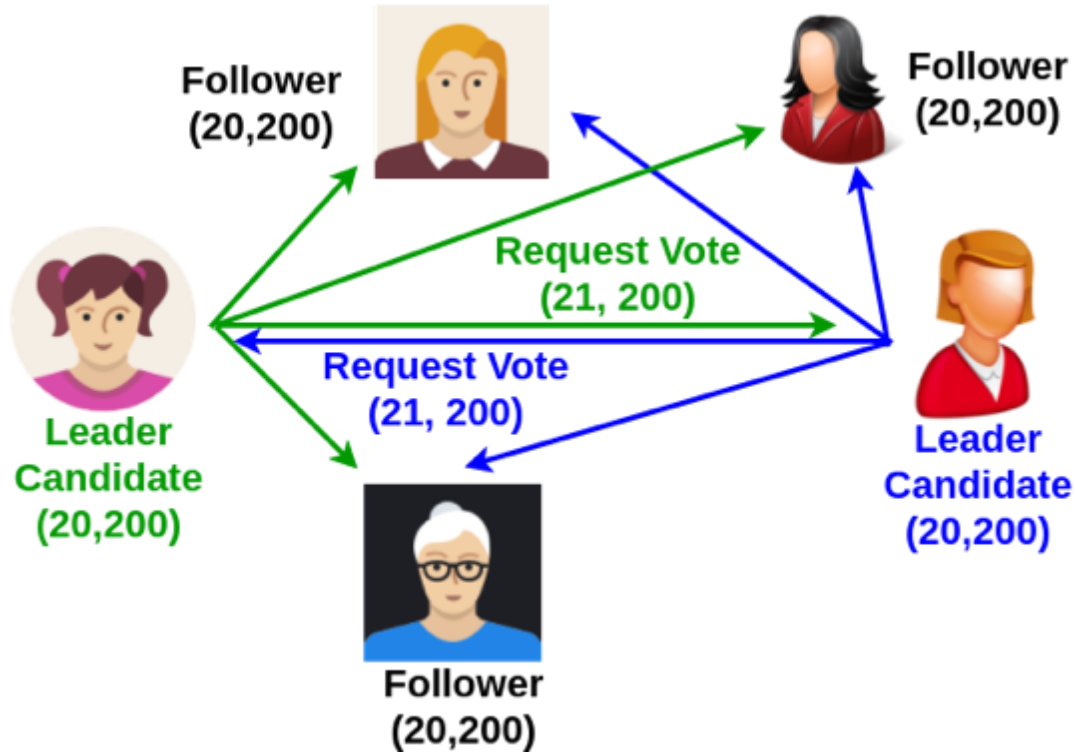 Follower
(20,200)
Follower
(20,200)
Request Vote
(21, 200)
Request Vote
(21, 200)
Leader
Candidate
(20,200)
Leader
Candidate
(20,200)
Follower
(20,200)